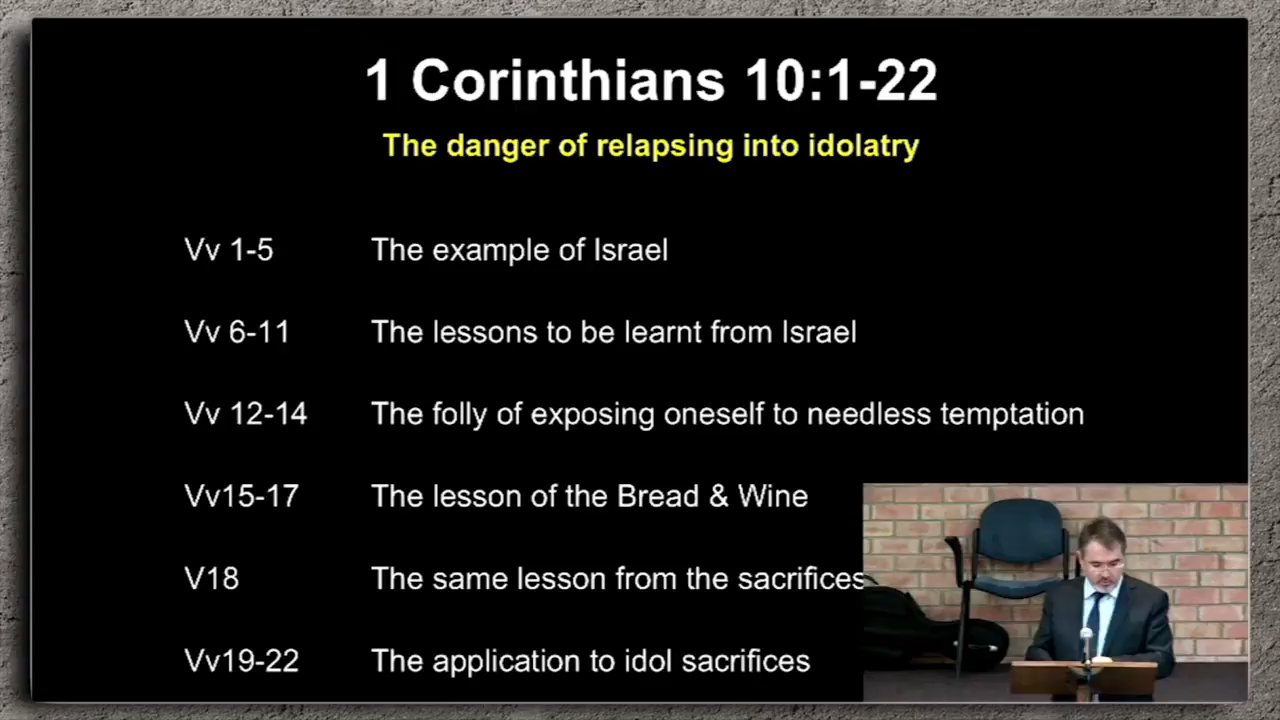 1 Corinthians 10:1-22
The danger of relapsing into idolatry
Vv 1-5 The example of Israel
Vv 6-11 The lessons to be learnt from Israel
Vv 12-14 The folly of exposing oneself to needless temptation
Vv15-17 The lesson of the Bread & Wine
V18 The same lesson from the sacrifices
Vv19-22 The application to idol sacrifices